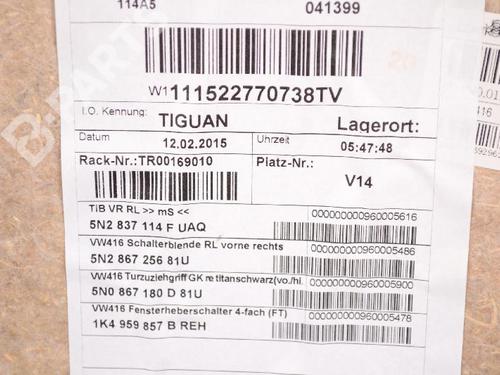 114A5 041399
W1111522770738TV
I.O. Kennung: TIGUAN Lagerort:
Datum 12.02.2015 Uhrzeit 05:47:48
Rack-Nr.:TR00169010 Platz-Nr.: V14
TiB VR RL >> mS << 000000000960005616
5N2 837 114 F UAQ
VW416 Schalterblende RL vorne rechts 000000000960005486
5N2 867 256 81U
VW416 Turzuziehgriff GK re titanschwarz(vo./hi. 000000000960005900
5N0 867 180 D 81U
VW416 Fensterheberschalter 4-fach (FT) 000000000960005478
1K4 959 857 B REH
B-PARTS
20